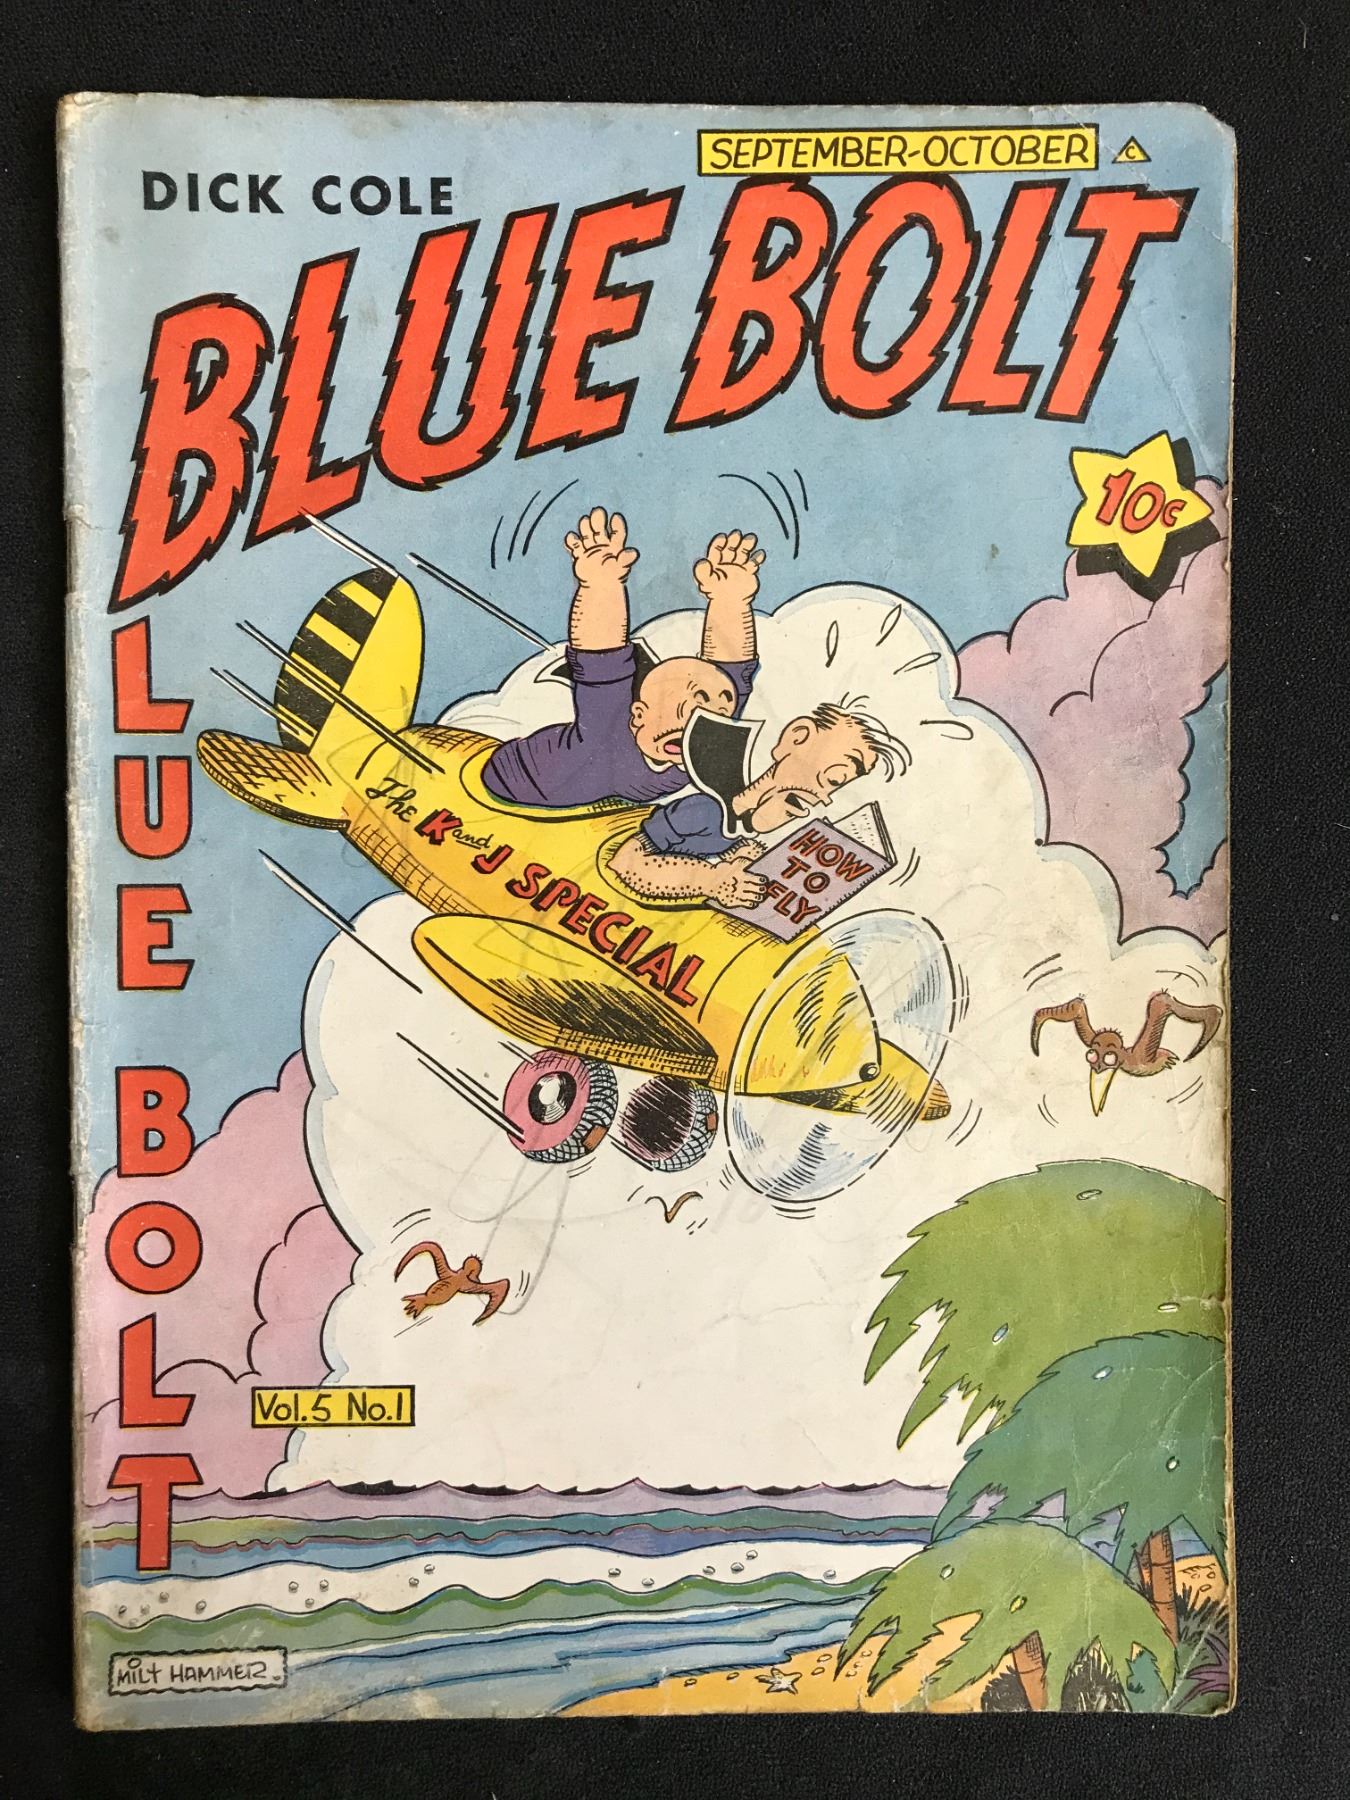 SEPTEMBER-OCTOBER
C
DICK COLE
BLUE BOLT
10¢
The K and J SPECIAL
HOW
TO
FLY
BLUE BOLT
Vol.5 No.1
MILT HAMMER.